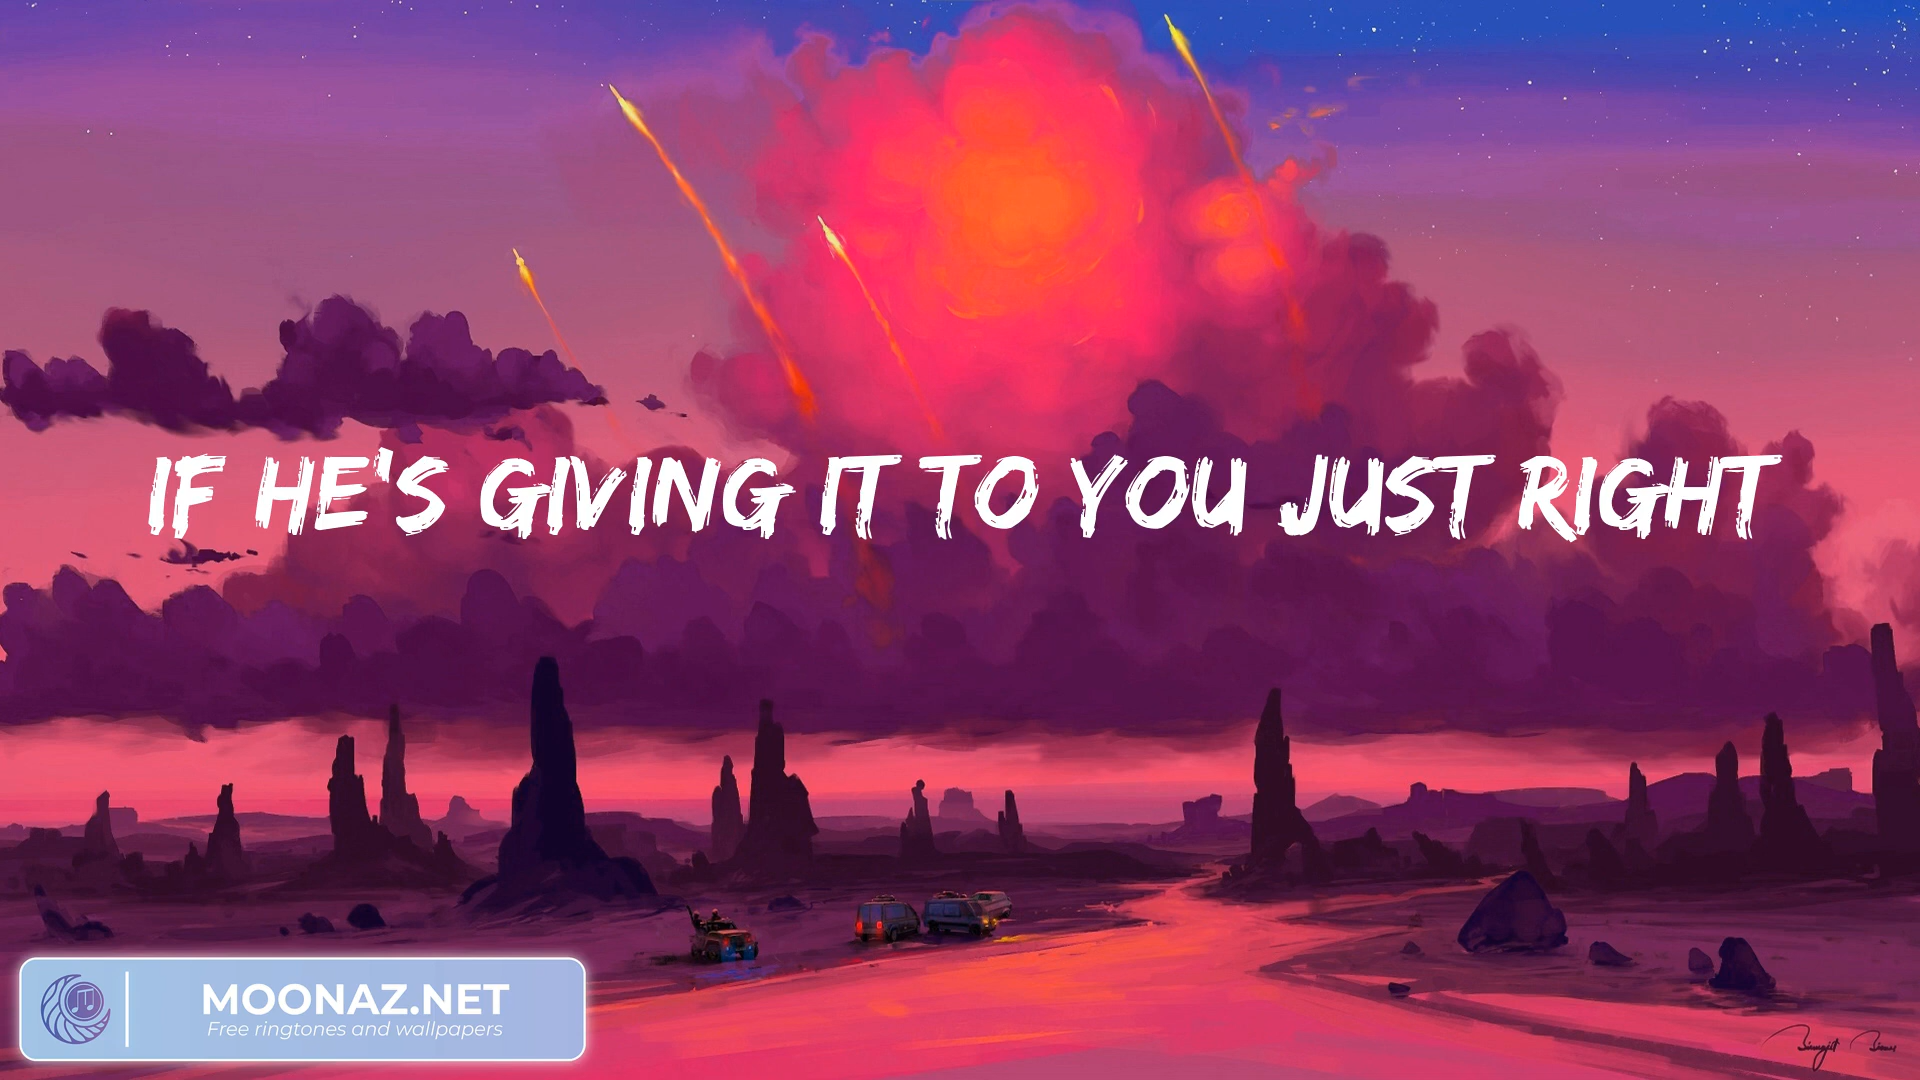 IF HE'S GIVING IT TO YOU JUST RIGHT
MOONAZ.NET
Free ringtones and wallpapers